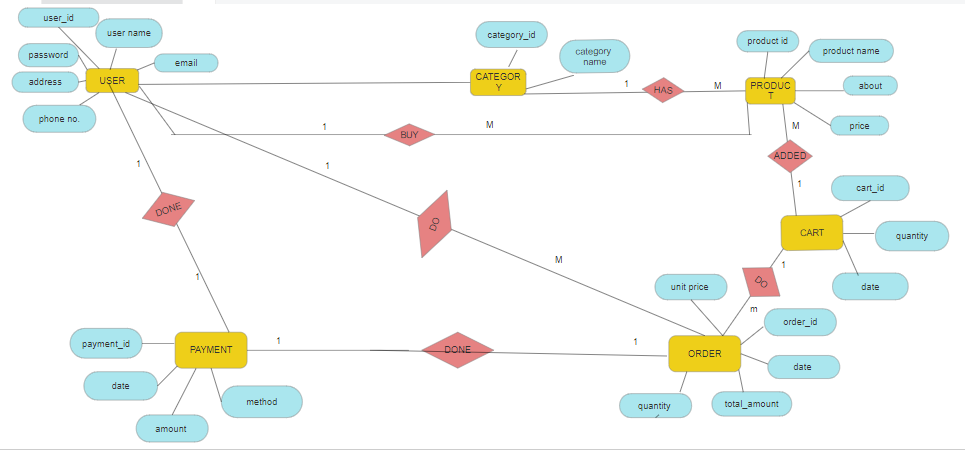 user_id
user name
password
email
address
USER
phone no.
category_id
category
name
CATEGOR
Y
1
HAS
M
product id
product name
PRODUC
T
about
price
1
BUY
M
M
ADDED
1
1
DONE
1
1
DO
M
cart_id
CART
quantity
date
1
DO
m
unit price
order_id
ORDER
date
quantity
total_amount
payment_id
PAYMENT
date
method
amount
1
DONE
1